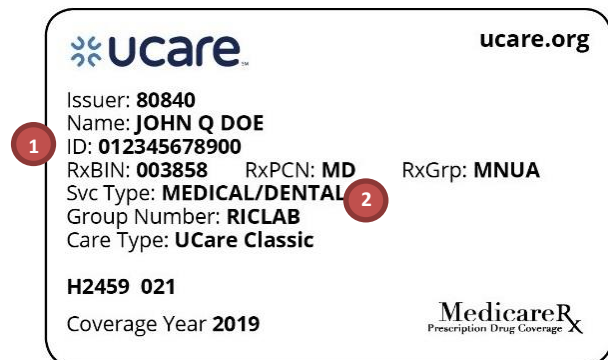 ucare
SM
ucare.org
Issuer: 80840
Name: JOHN Q DOE
1
ID: 012345678900
RxBIN: 003858 RxPCN: MD RxGrp: MNUA
Svc Type: MEDICAL/DENTAL
2
Group Number: RICLAB
Care Type: UCare Classic
H2459 021
Coverage Year 2019
MedicareRx
Prescription Drug Coverage